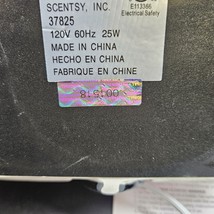 SCENTSY, INC.
37825
120V 60Hz 25W
MADE IN CHINA
HECHO EN CHINA
FABRIQUE EN CHINE
E113366
Electrical Safety